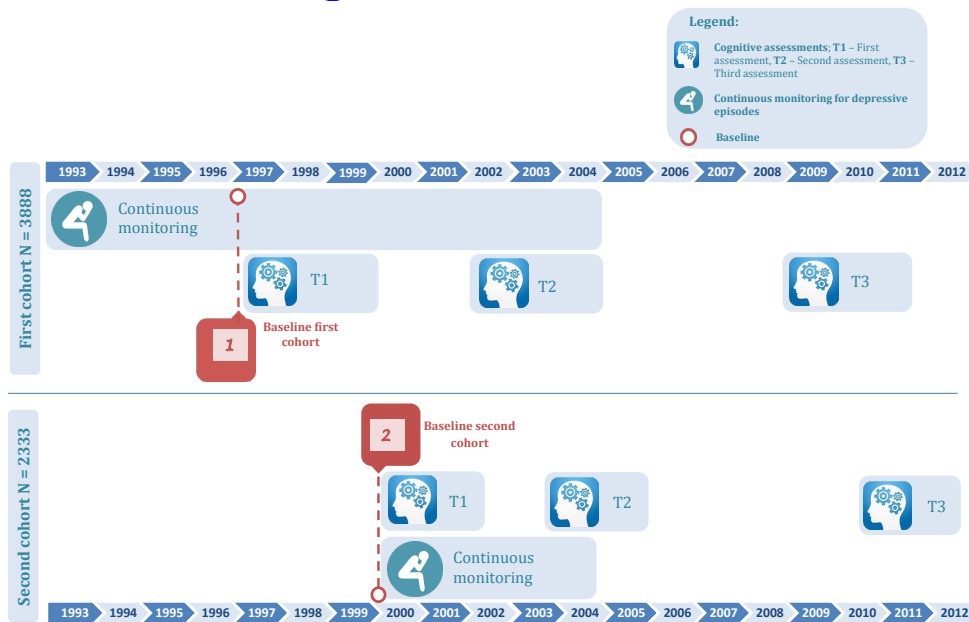 Legend:
Cognitive assessments; T1 – First
assessment, T2 – Second assessment, T3 –
Third assessment
Continuous monitoring for depressive
episodes
Baseline
First cohort N = 3888
1993 1994 1995 1996 1997 1998 1999 2000 2001 2002 2003 2004 2005 2006 2007 2008 2009 2010 2011 2012
Continuous
monitoring
T1
T2
T3
1
Baseline first
cohort
Second cohort N = 2333
2
Baseline second
cohort
T1
T2
T3
Continuous
monitoring
1993 1994 1995 1996 1997 1998 1999 2000 2001 2002 2003 2004 2005 2006 2007 2008 2009 2010 2011 2012